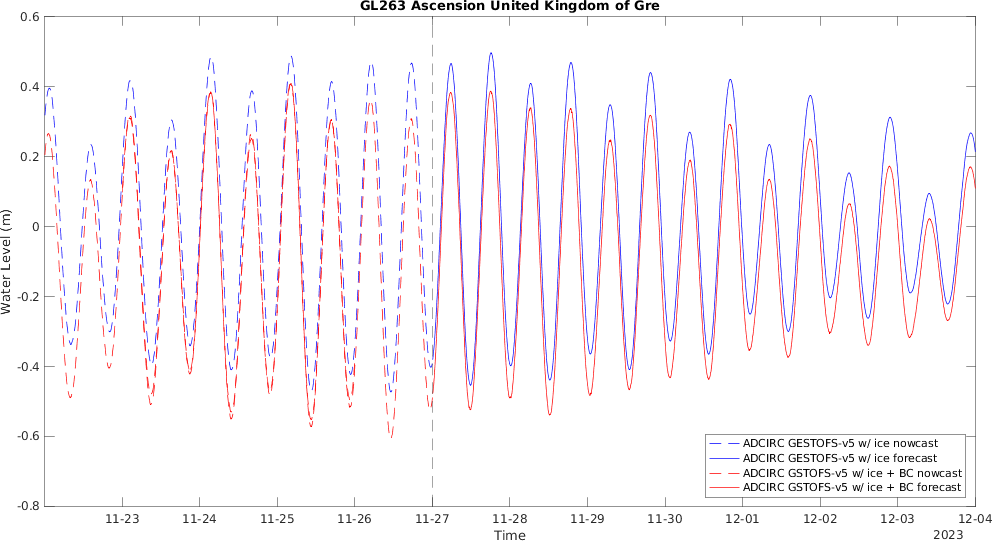 GL263 Ascension United Kingdom of Gre
Water Level (m)
0.6
0.4
0.2
0
-0.2
-0.4
-0.6
-0.8
ADCIRC GESTOFS-v5 w/ ice nowcast
ADCIRC GESTOFS-v5 w/ ice forecast
ADCIRC GSTOFS-v5 w/ ice + BC nowcast
ADCIRC GSTOFS-v5 w/ ice + BC forecast
11-23 11-24 11-25 11-26 11-27 11-28 11-29 11-30 12-01 12-02 12-03 12-04
Time
2023